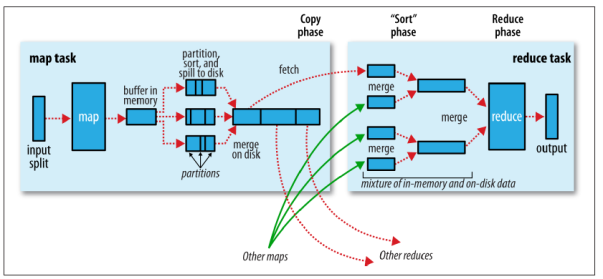 Copy
phase
"Sort"
phase
Reduce
phase
map task
reduce task
partition,
sort, and
spill to disk
fetch
buffer in
memory
map
merge
merge
reduce
merge
merge on
disk
input
split
partitions
output
mixture of in-memory and on-disk data
Other maps
Other reduces